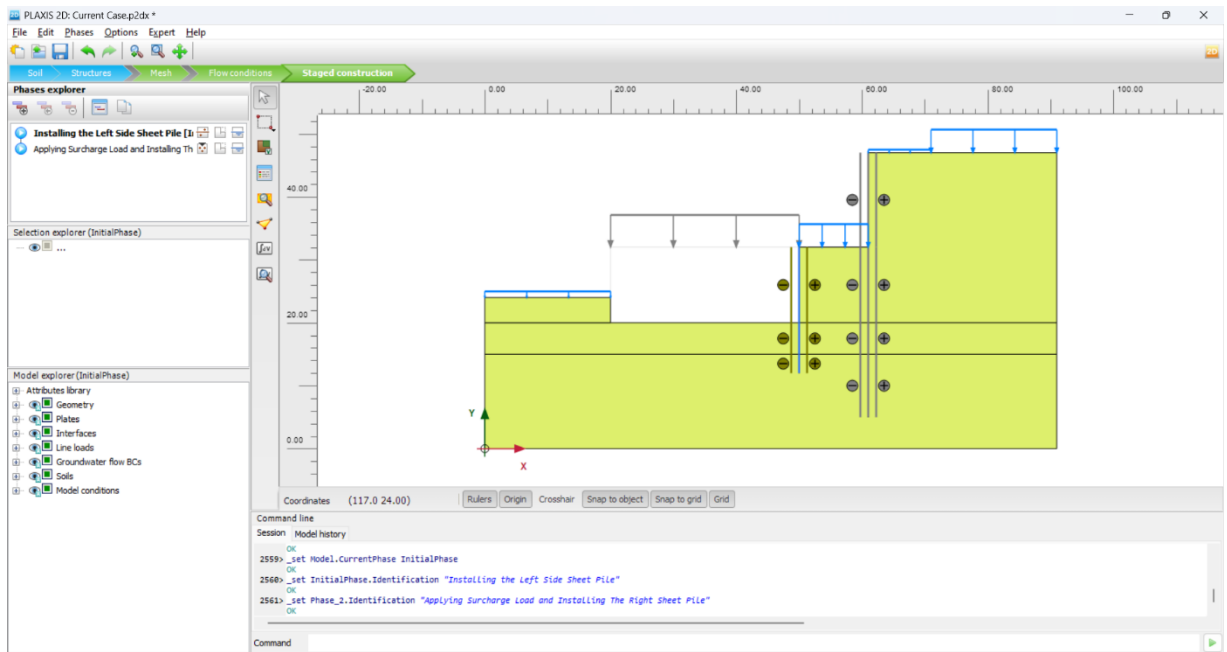 PLAXIS 2D: Current Case.p2dx *
File Edit Phases Options Expert Help
Soil Structures Mesh Flow conditions Staged construction
Phases explorer
Installing the Left Side Sheet Pile [I
Applying Surcharge Load and Installing Th
Selection explorer (InitialPhase)
...
Model explorer (InitialPhase)
Attributes library
Geometry
Plates
Interfaces
Line loads
Groundwater flow BCs
Soils
Model conditions
-20.00 0.00 20.00 40.00 60.00 80.00 100.00
40.00
20.00
0.00
Y
X
Coordinates (117.0 24.00) Rulers Origin Crosshair Snap to object Snap to grid Grid
Command line
Session Model history
OK
2559> _set Model.CurrentPhase InitialPhase
OK
2560> _set InitialPhase.Identification "Installing the Left Side Sheet Pile"
OK
2561> _set Phase_2.Identification "Applying Surcharge Load and Installing The Right Sheet Pile"
OK
Command